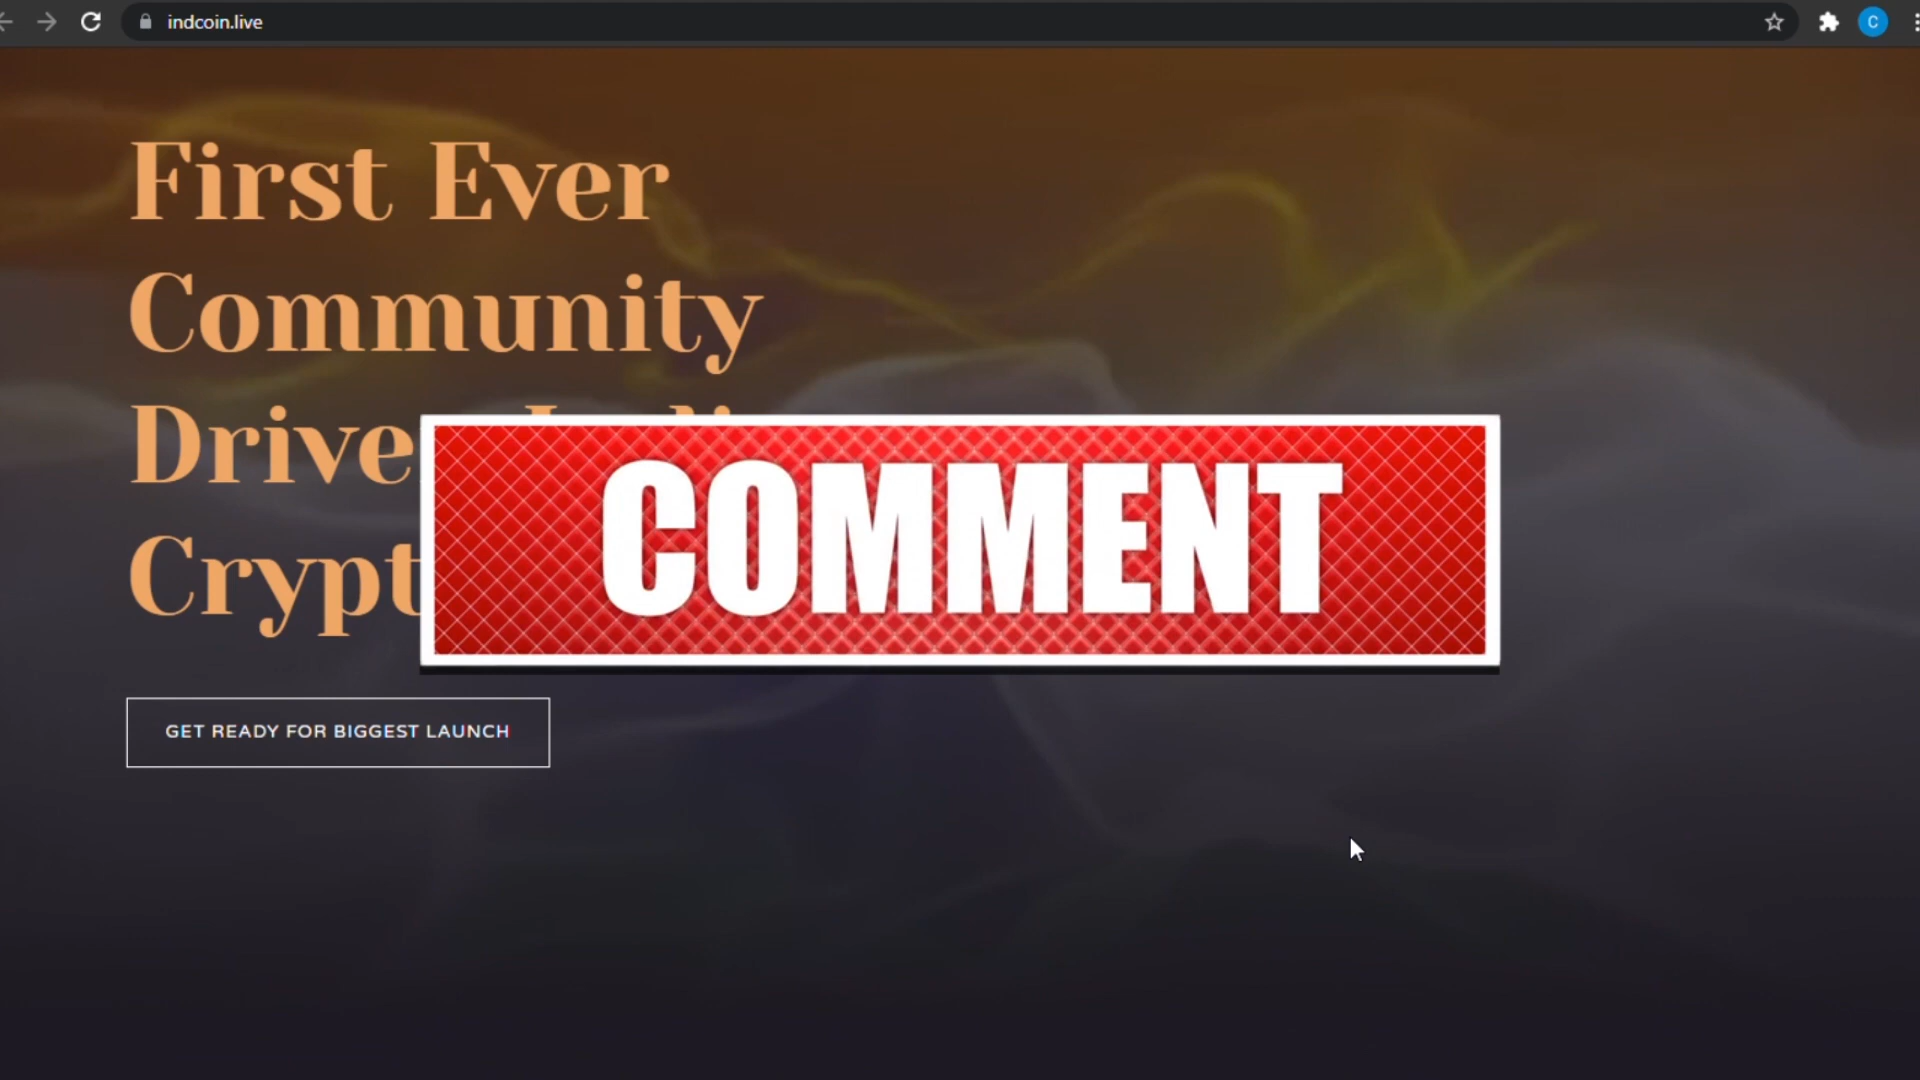 indcoin.live
C
First Ever
Community
Drive
Crypt
COMMENT
GET READY FOR BIGGEST LAUNCH